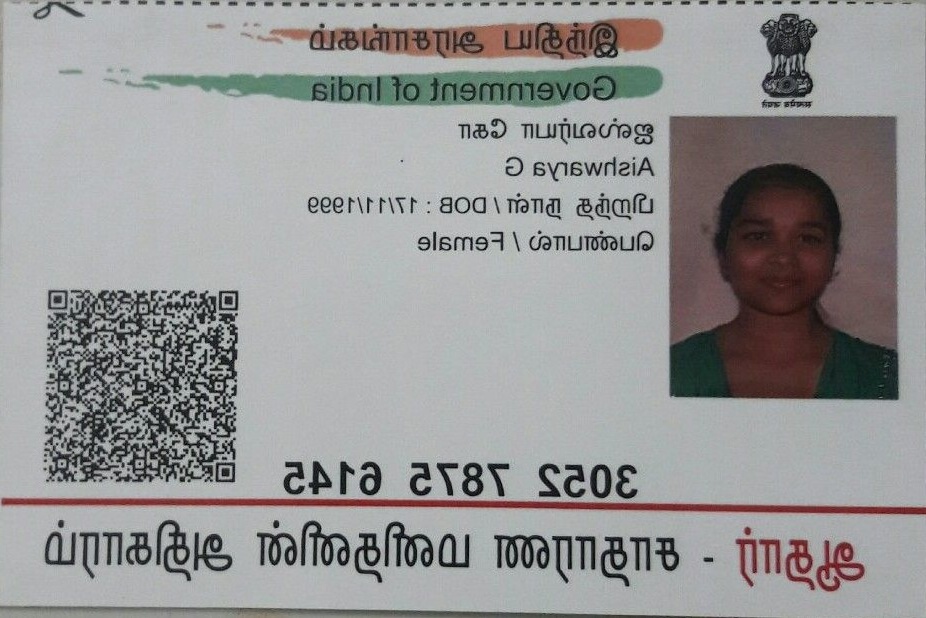 இந்திய அரசாங்கம்
Government of India
सत्यमेव जयते
ஐஸ்வர்யா கோ
Aishwarya G
பிறந்த நாள் / DOB : 17/11/1999
பெண்பால் / Female
3052 7875 6145
ஆதார் - சாதாரண மனிதனின் அதிகாரம்